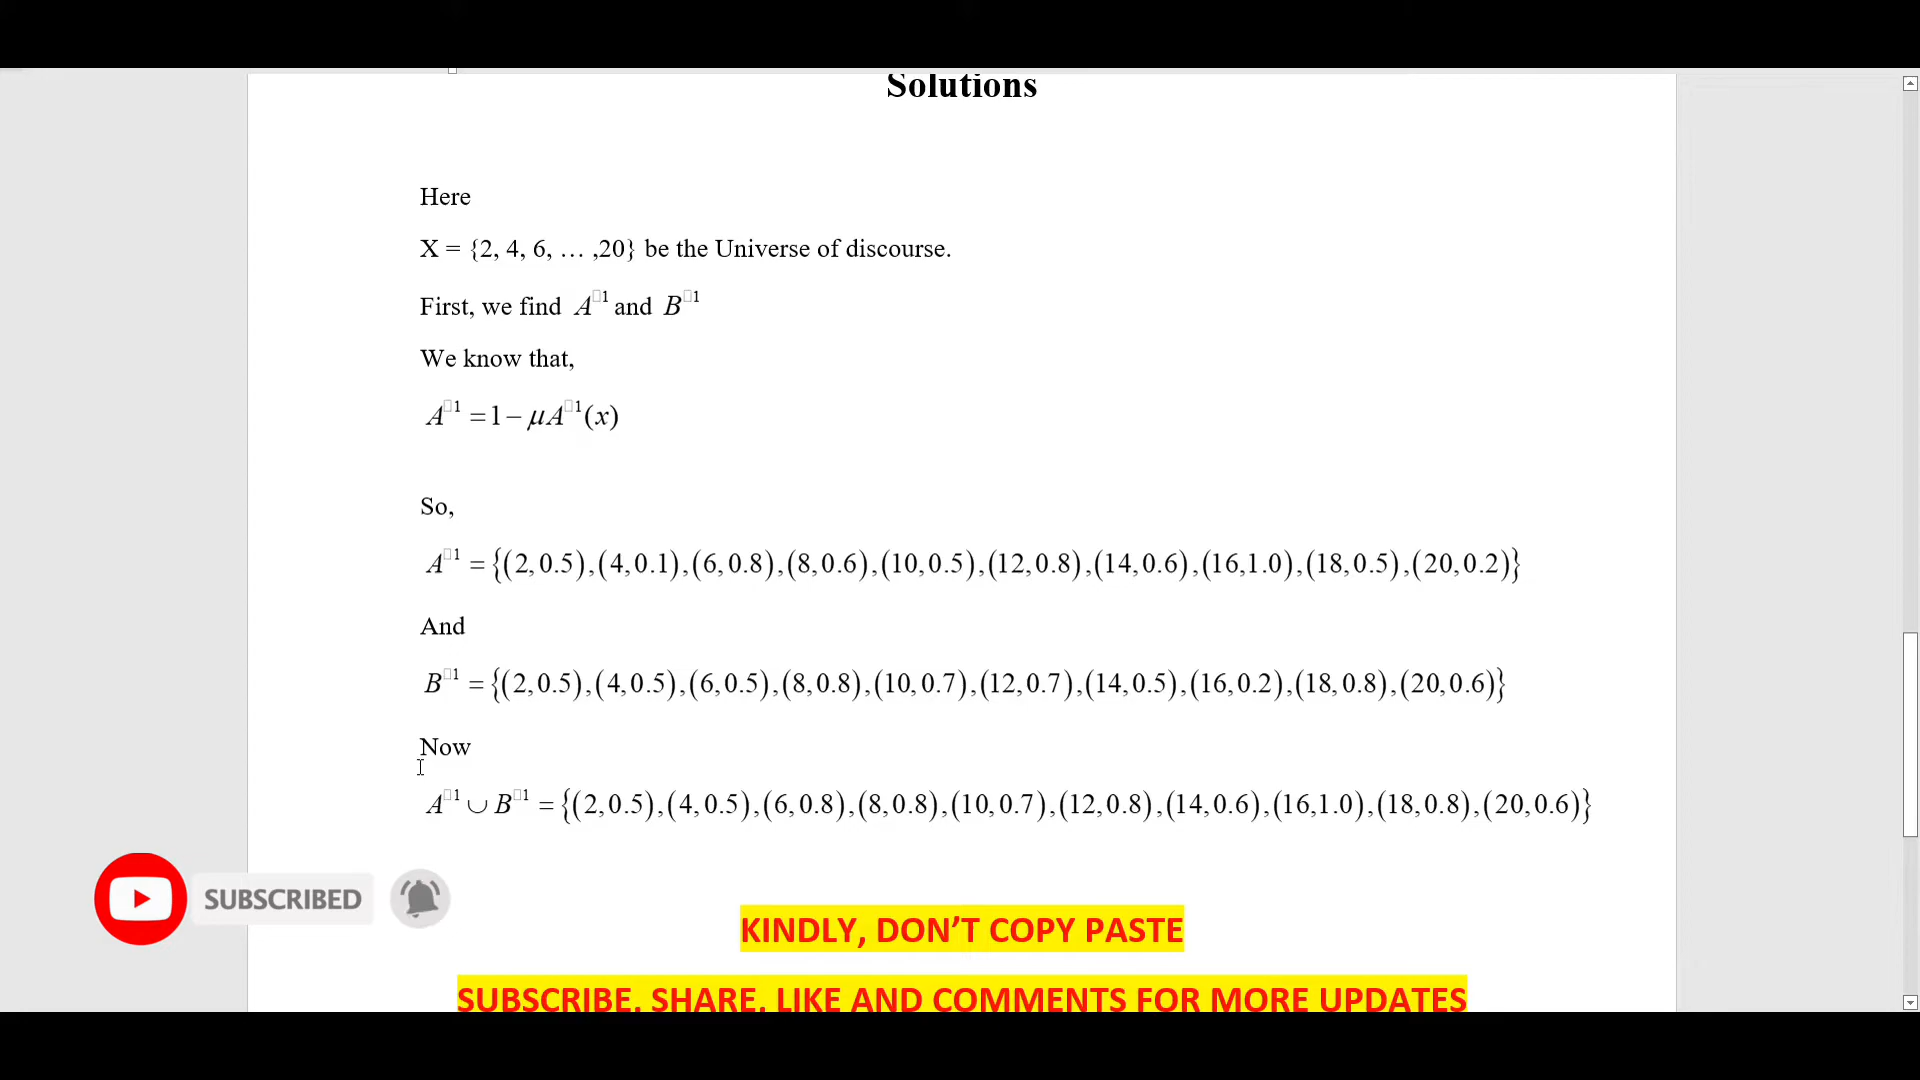 Solutions
Here
X = {2, 4, 6, … ,20} be the Universe of discourse.
First, we find A^{□1} and B^{□1}
We know that,
A^{□1} = 1 − μA^{□1}(x)
So,
A^{□1} = {(2,0.5),(4,0.1),(6,0.8),(8,0.6),(10,0.5),(12,0.8),(14,0.6),(16,1.0),(18,0.5),(20,0.2)}
And
B^{□1} = {(2,0.5),(4,0.5),(6,0.5),(8,0.8),(10,0.7),(12,0.7),(14,0.5),(16,0.2),(18,0.8),(20,0.6)}
Now
A^{□1} ∪ B^{□1} = {(2,0.5),(4,0.5),(6,0.8),(8,0.8),(10,0.7),(12,0.8),(14,0.6),(16,1.0),(18,0.8),(20,0.6)}
SUBSCRIBED
KINDLY, DON’T COPY PASTE
SUBSCRIBE, SHARE, LIKE AND COMMENTS FOR MORE UPDATES